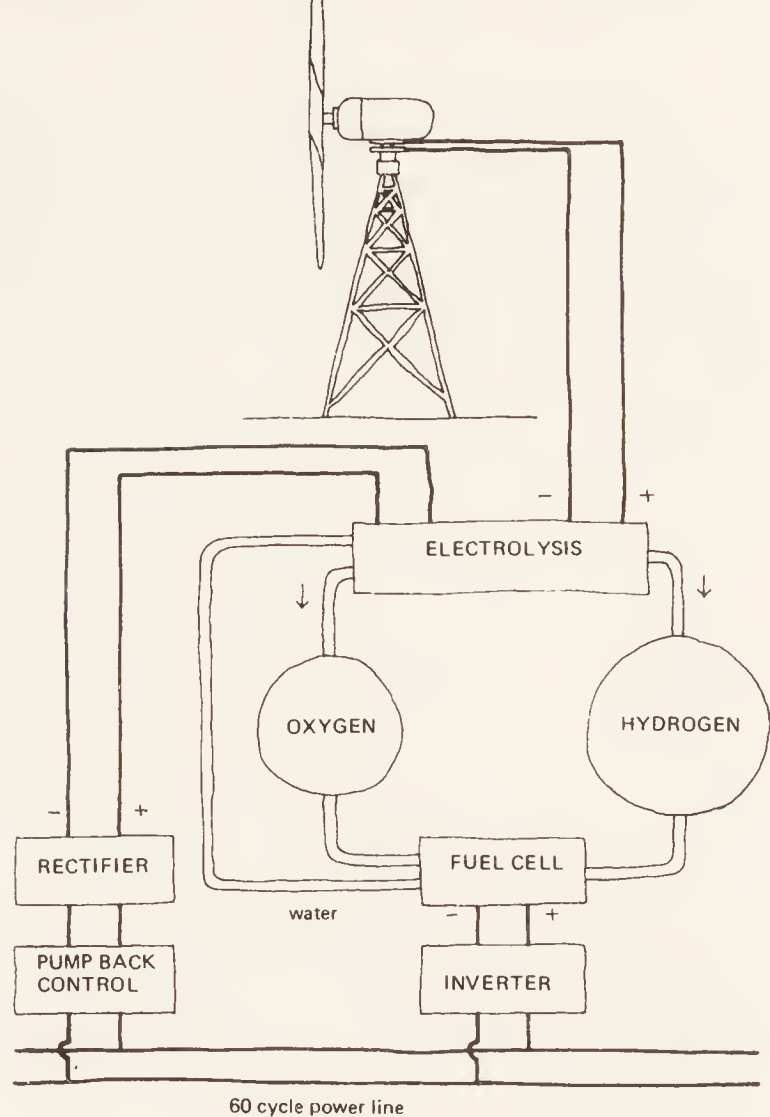 - +
ELECTROLYSIS
↓ ↓
OXYGEN
HYDROGEN
- +
RECTIFIER
FUEL CELL
water
- +
PUMP BACK
CONTROL
INVERTER
60 cycle power line